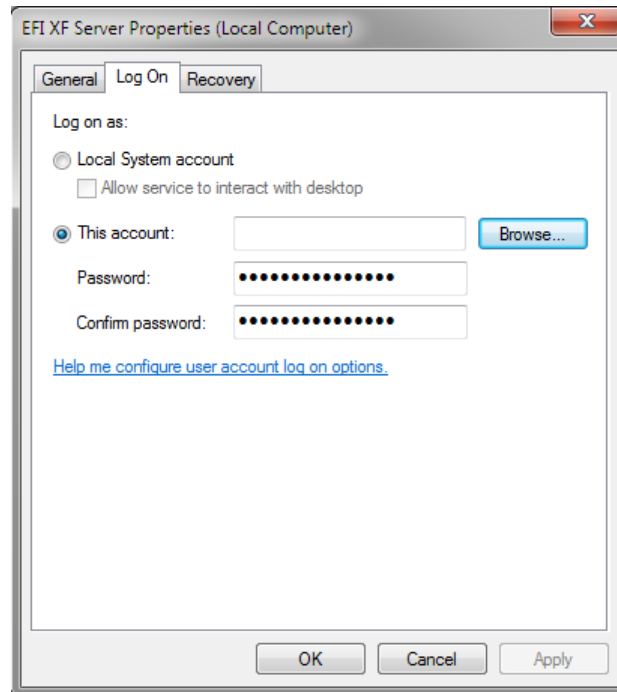 EFI XF Server Properties (Local Computer)
General Log On Recovery
Log on as:
Local System account
Allow service to interact with desktop
This account: Browse...
Password: •••••••••••••••
Confirm password: •••••••••••••••
Help me configure user account log on options.
OK Cancel Apply